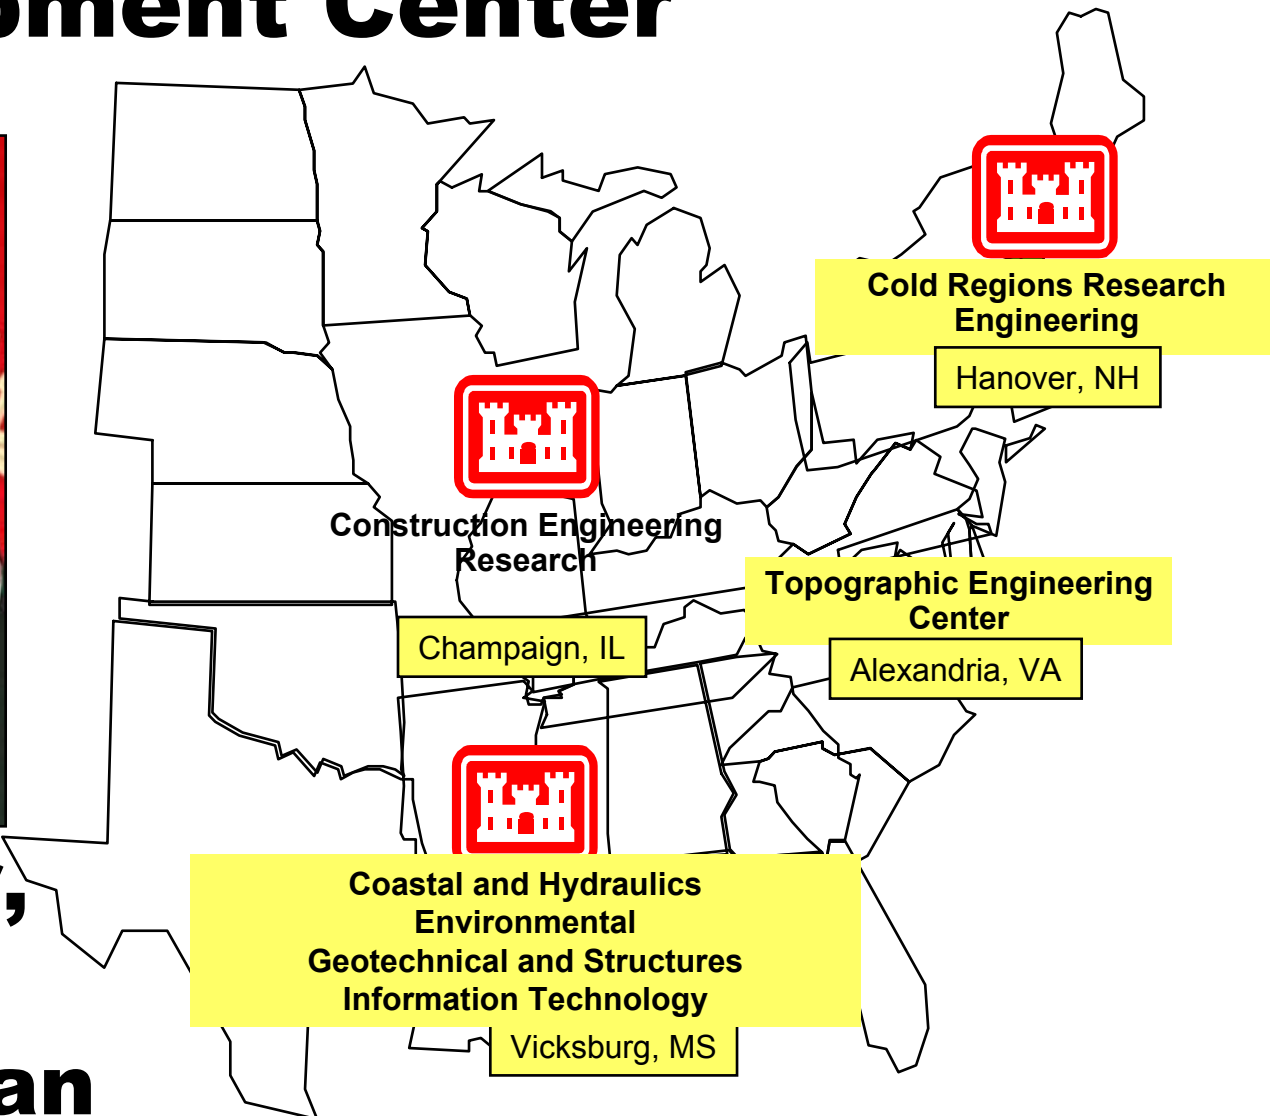 Center
Cold Regions Research
Engineering
Hanover, NH
Construction Engineering
Research
Topographic Engineering
Center
Champaign, IL
Alexandria, VA
Coastal and Hydraulics
Environmental
Geotechnical and Structures
Information Technology
Vicksburg, MS